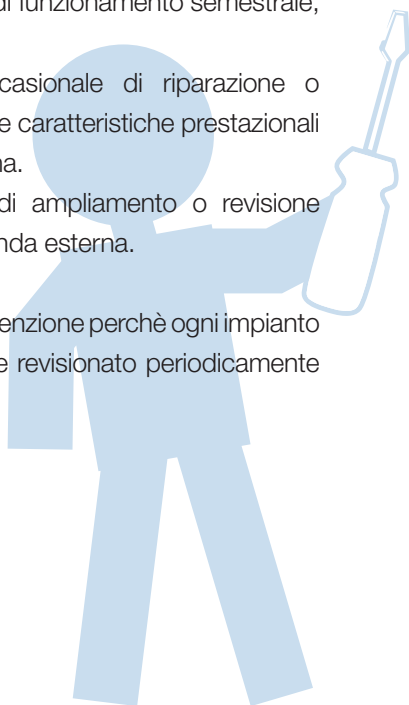 di funzionamento semestrale,
casionale di riparazione o
e caratteristiche prestazionali
na.
di ampliamento o revisione
nda esterna.
enzione perchè ogni impianto
e revisionato periodicamente